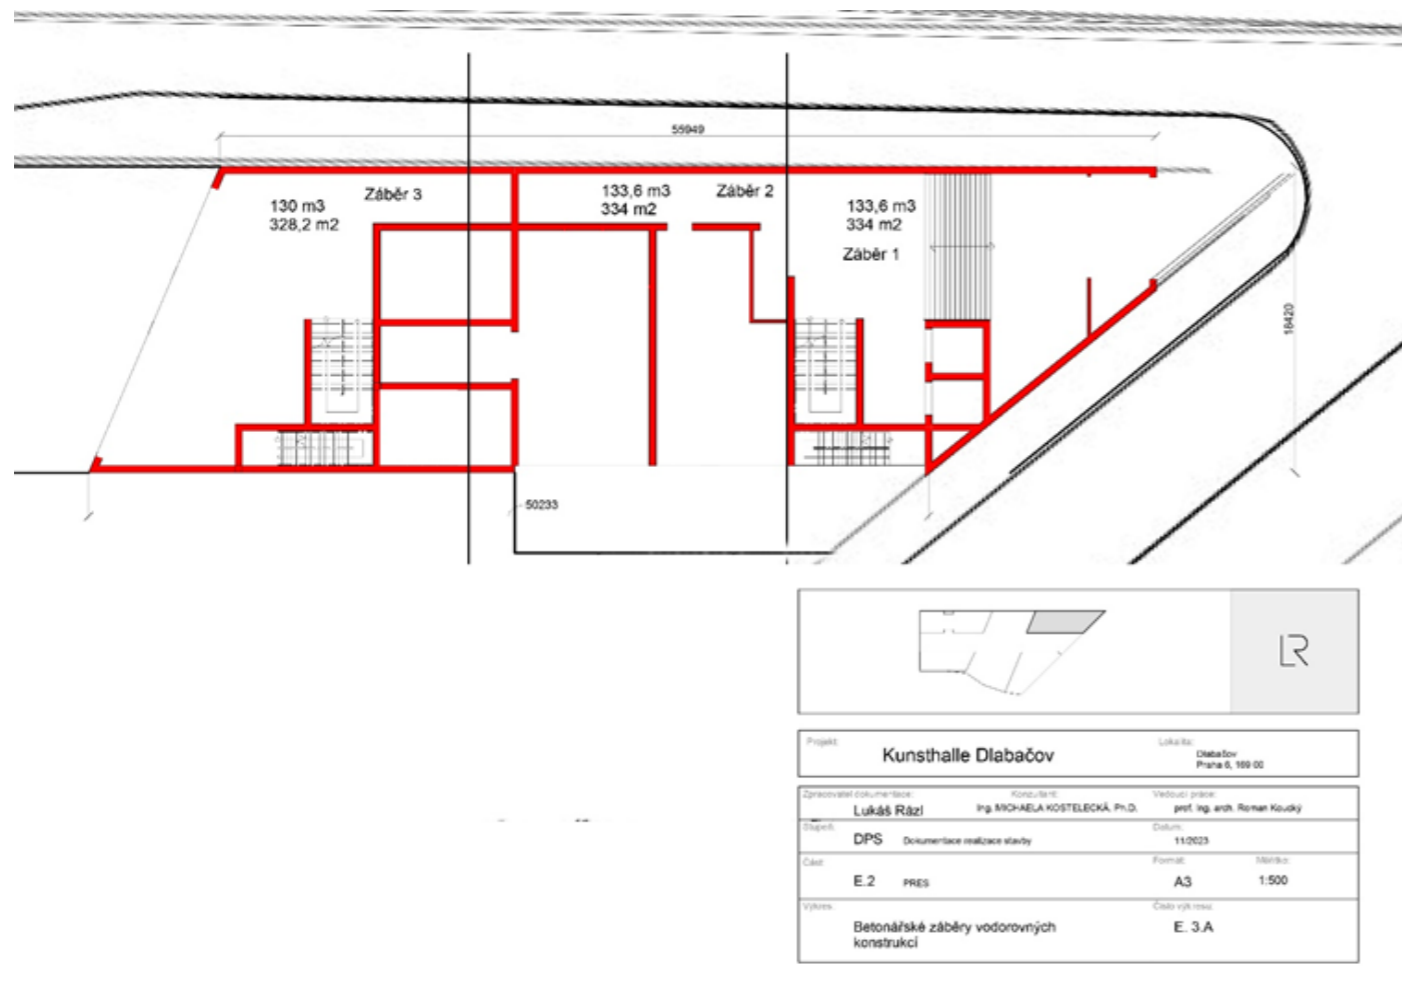 55949
Záběr 3
130 m3
328,2 m2
133,6 m3
334 m2
Záběr 2
133,6 m3
334 m2
Záběr 1
18420
50233
LR
Projekt:
Kunsthalle Dlabačov
Lokalita:
Dlabačov
Praha 6, 169 00
Zpracovatel dokumentace:
Lukáš Rázl
Konzultant:
Ing. MICHAELA KOSTELECKÁ, Ph.D.
Vedoucí práce:
prof. Ing. arch. Roman Koucký
Stupeň:
DPS Dokumentace realizace stavby
Datum:
11/2023
Část:
E.2 PRES
Formát:
A3
Měřítko:
1:500
Výkres:
Betonářské záběry vodorovných
konstrukcí
Číslo výkresu:
E. 3.A